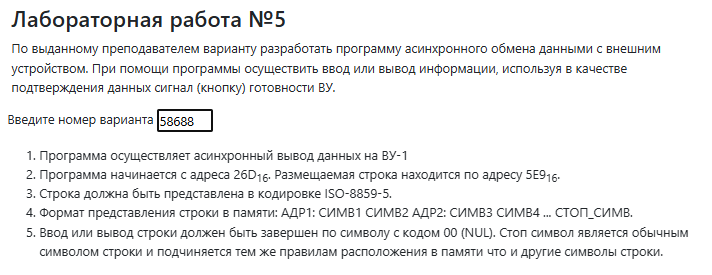 Лабораторная работа №5
По выданному преподавателем варианту разработать программу асинхронного обмена данными с внешним
устройством. При помощи программы осуществить ввод или вывод информации, используя в качестве
подтверждения данных сигнал (кнопку) готовности ВУ.
Введите номер варианта 58688
1. Программа осуществляет асинхронный вывод данных на ВУ-1
2. Программа начинается с адреса 26D₁₆. Размещаемая строка находится по адресу 5E9₁₆.
3. Строка должна быть представлена в кодировке ISO-8859-5.
4. Формат представления строки в памяти: АДР1: СИМВ1 СИМВ2 АДР2: СИМВ3 СИМВ4 ... СТОП_СИМВ.
5. Ввод или вывод строки должен быть завершен по символу с кодом 00 (NUL). Стоп символ является обычным
символом строки и подчиняется тем же правилам расположения в памяти что и другие символы строки.